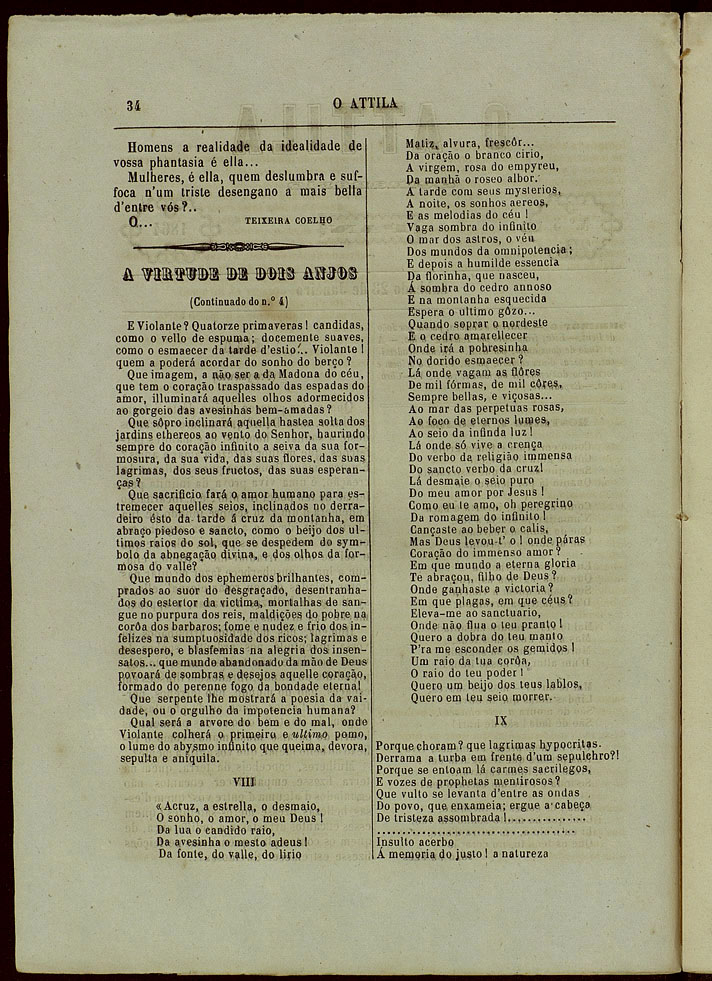 34
O ATTILA
Homens a realidade da idealidade de
vossa phantasia é ella...
Mulheres, é ella, quem deslumbra e suf-
foca n'um triste desengano a mais bella
d'entre vós?..
O... TEIXEIRA COELHO
A VIRTUDE DE DOIS ANJOS
(Continuado do n.º 4)
E Violante? Quatorze primaveras! candidas,
como o vello de espuma; docemente suaves,
como o esmaecer da tarde d'estio!.. Violante!
quem a poderá acordar do sonho do berço?
Que imagem, a não ser a da Madona do céu,
que tem o coração traspassado das espadas do
amor, illuminará aquelles olhos adormecidos
ao gorgeio das avesinhas bem-amadas?
Que sôpro inclinará aquella hastea solta dos
jardins ethereos ao vento do Senhor, haurindo
sempre do coração infinito a seiva da sua for-
mosura, da sua vida, das suas flores, das suas
lagrimas, dos seus fructos, das suas esperan-
ças?
Que sacrificio fará o amor humano para es-
tremecer aquelles seios, inclinados no derra-
deiro ésto da tarde á cruz da montanha, em
abraço piedoso e sancto, como o beijo dos ul-
timos raios do sol, que se despedem do sym-
bolo da abnegação divina, e dos olhos da for-
mosa do valle?
Que mundo dos ephemeros brilhantes, com-
prados ao suor do desgraçado, desentranha-
dos do estertor da victima, mortalhas de san-
gue no purpura dos reis, maldições do pobre na
corôa dos barbaros; fome e nudez e frio dos in-
felizes na sumptuosidade dos ricos; lagrimas e
desespero, e blasfemias na alegria dos insen-
satos... que mundo abandonado da mão de Deus
povoará de sombras e desejos aquelle coração,
formado do perenne fogo da bondade eterna!
Que serpente lhe mostrará a poesia da vai-
dade, ou o orgulho da impotencia humana?
Qual será a arvore do bem e do mal, onde
Violante colherá o primeiro e ultimo pomo,
o lume do abysmo infinito que queima, devora,
sepulta e aniquila.
VIII
«Acruz, a estrella, o desmaio,
O sonho, o amor, o meu Deus!
Da lua o candido raio,
Da avesinha o mesto adeus!
Da fonte, do valle, do lirio
Matiz, alvura, frescôr...
Da oração o branco cirio,
A virgem, rosa do empyreu,
Da manhã o roseo albor.
A tarde com seus mysterios,
A noite, os sonhos aereos,
E as melodias do céu!
Vaga sombra do infinito
O mar dos astros, o véu
Dos mundos da omnipotencia;
E depois a humilde essencia
Da florinha, que nasceu,
Á sombra do cedro annoso
E na montanha esquecida
Espera o ultimo gôzo...
Quando soprar o nordeste
E o cedro amarellecer
Onde irá a pobresinha
No dorido esmaecer?
Lá onde vagam as flôres
De mil fórmas, de mil côres,
Sempre bellas, e viçosas...
Ao mar das perpetuas rosas,
Ao foco de eternos lumes,
Ao seio da infinda luz!
Lá onde só vive a crença
Do verbo da religião immensa
Do sancto verbo da cruz!
Lá desmaie o seio puro
Do meu amor por Jesus!
Como eu te amo, oh peregrino
Da romagem do infinito!
Cançaste ao beber o calis,
Mas Deus levou-t' o! onde páras
Coração do immenso amor?
Em que mundo a eterna gloria
Te abraçou, filho de Deus?
Onde ganhaste a victoria?
Em que plagas, em que céus?
Eleva-me ao sanctuario,
Onde não flua o teu pranto!
Quero a dobra do teu manto
P'ra me esconder os gemidos!
Um raio da tua corôa,
O raio do teu poder!
Quero um beijo dos teus labios,
Quero em teu seio morrer.
IX
Porque choram? que lagrimas hypocritas.
Derrama a turba em frente d'um sepulchro?!
Porque se entoam lá carmes sacrilegos,
E vozes de prophetas mentirosos?
Que vulto se levanta d'entre as ondas
Do povo, que enxameia; ergue a cabeça
De tristeza assombrada!................
........................................
Insulto acerbo
Á memoria do justo! a natureza